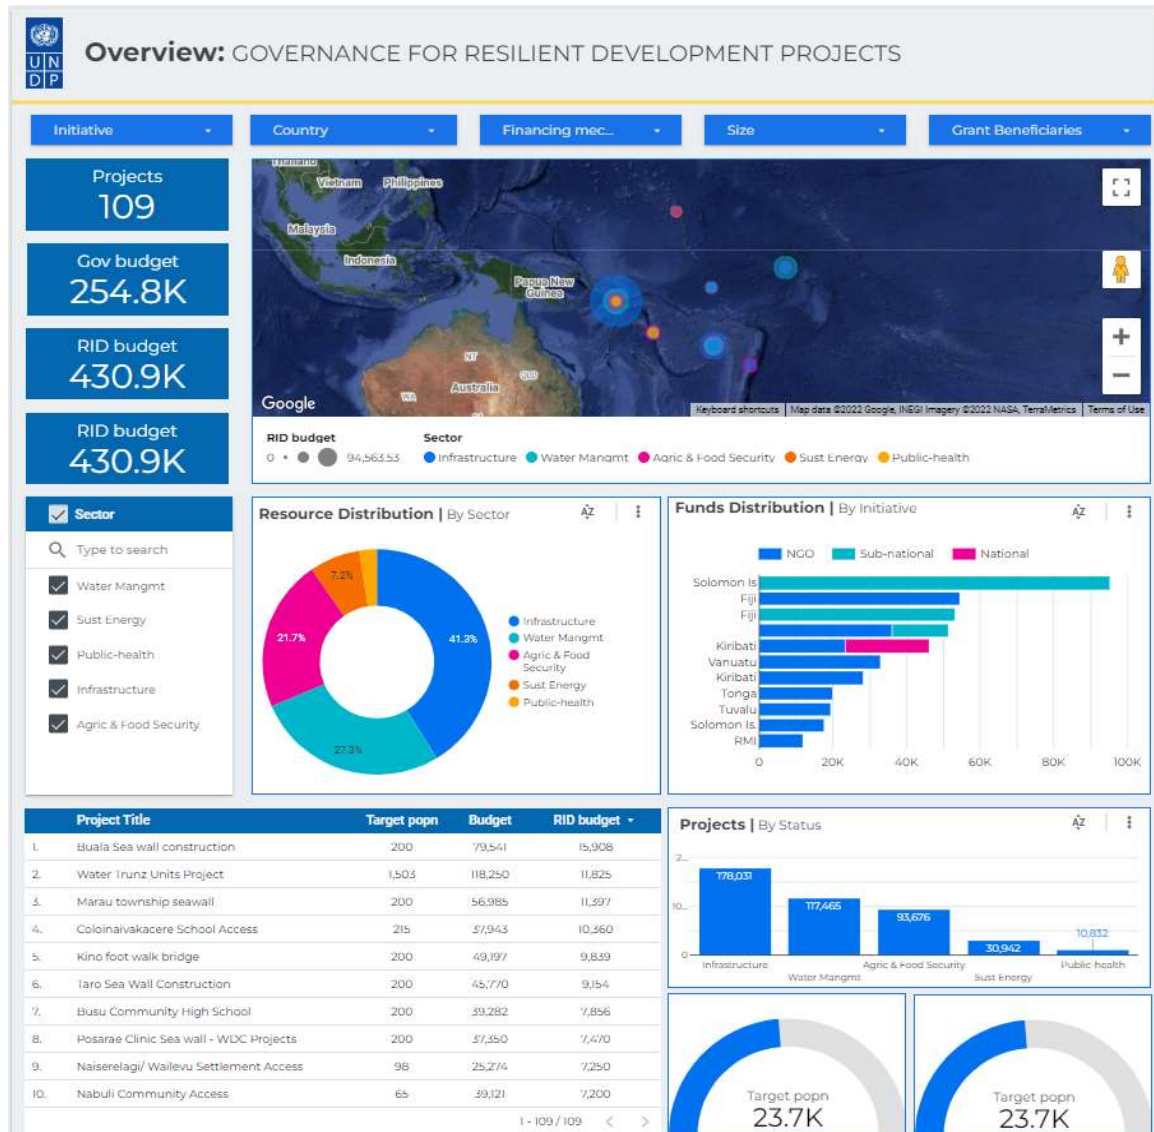 UN
DP
Overview: GOVERNANCE FOR RESILIENT DEVELOPMENT PROJECTS
Initiative
Country
Financing mec...
Size
Grant Beneficiaries
Projects
109
Gov budget
254.8K
RID budget
430.9K
RID budget
430.9K
Thailand
Vietnam
Philippines
Malaysia
Indonesia
Papua New
Guinea
NT
QLD
WA
Australia
SA
Google
Keyboard shortcuts
Map data ©2022 Google, INEGI Imagery ©2022 NASA, TerraMetrics
Terms of Use
RID budget
0
94,563.53
Sector
Infrastructure
Water Mangmt
Agric & Food Security
Sust Energy
Public-health
Sector
Type to search
Water Mangmt
Sust Energy
Public-health
Infrastructure
Agric & Food Security
Resource Distribution | By Sector
AZ
7.2%
21.7%
41.3%
27.3%
Infrastructure
Water Mangmt
Agric & Food
Security
Sust Energy
Public-health
Funds Distribution | By Initiative
AZ
NGO
Sub-national
National
Solomon Is
Fiji
Fiji
Kiribati
Vanuatu
Kiribati
Tonga
Tuvalu
Solomon Is.
RMI
0 20K 40K 60K 80K 100K
Project Title Target popn Budget RID budget
1. Buala Sea wall construction 200 79,541 15,908
2. Water Trunz Units Project 1,503 118,250 11,825
3. Marau township seawall 200 56,985 11,397
4. Coloinaivakacere School Access 215 37,943 10,360
5. Kino foot walk bridge 200 49,197 9,839
6. Taro Sea Wall Construction 200 45,770 9,154
7. Busu Community High School 200 39,282 7,856
8. Posarae Clinic Sea wall - WDC Projects 200 37,350 7,470
9. Naiserelagi/ Wailevu Settlement Access 98 25,274 7,250
10. Nabuli Community Access 65 39,121 7,200
1 - 109 / 109
Projects | By Status
AZ
2...
10...
0
178,031
117,465
93,676
30,942
10,832
Infrastructure
Water Mangmt
Agric & Food Security
Sust Energy
Public-health
Target popn
23.7K
Target popn
23.7K